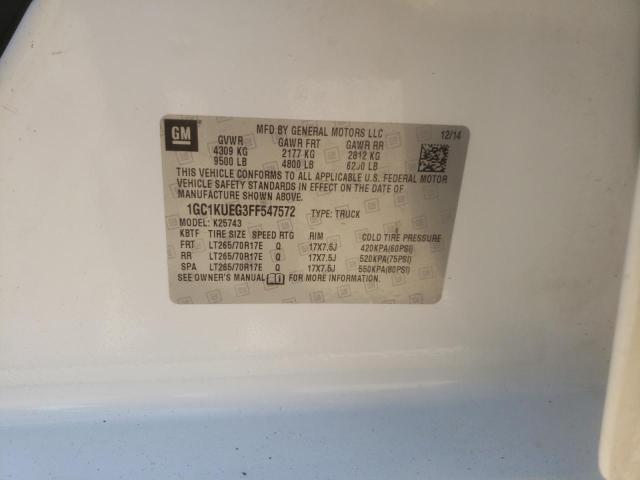 GM
MFD BY GENERAL MOTORS LLC 12/14
GVWR GAWR FRT GAWR RR
4309 KG 2177 KG 2812 KG
9500 LB 4800 LB 6200 LB
THIS VEHICLE CONFORMS TO ALL APPLICABLE U.S. FEDERAL MOTOR
VEHICLE SAFETY STANDARDS IN EFFECT ON THE DATE OF
MANUFACTURE SHOWN ABOVE.
1GC1KUEG3FF547572 TYPE: TRUCK
MODEL: K25743
KBTF TIRE SIZE SPEED RTG RIM COLD TIRE PRESSURE
FRT LT265/70R17E Q 17X7.5J 420KPA(60PSI)
RR LT265/70R17E Q 17X7.5J 520KPA(75PSI)
SPA LT265/70R17E Q 17X7.5J 550KPA(80PSI)
SEE OWNER'S MANUAL FOR MORE INFORMATION.